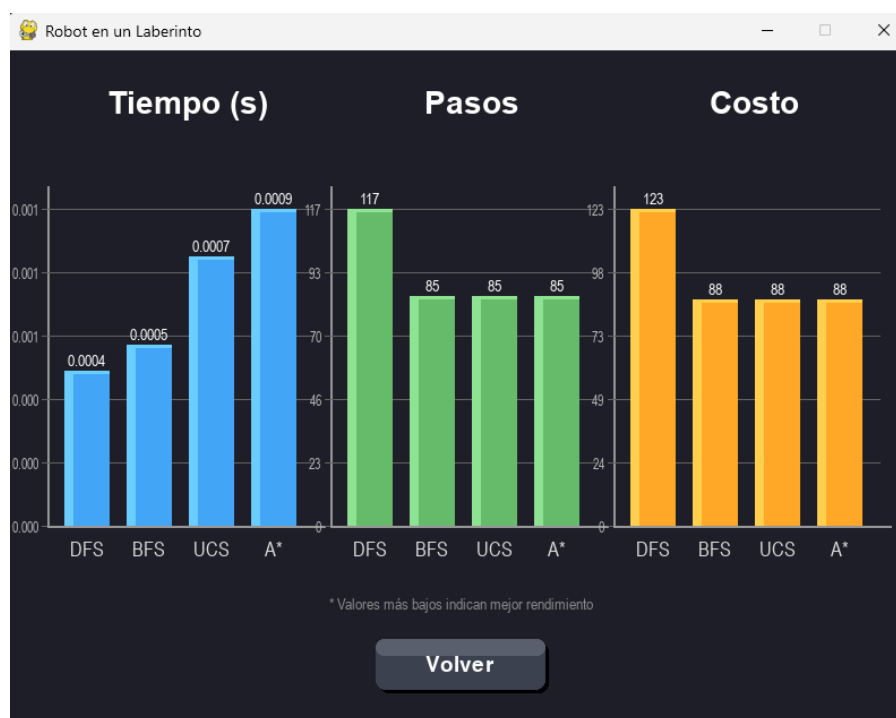 Robot en un Laberinto
Tiempo (s) Pasos Costo
0.0009
0.001 117 117 123 123
0.0007
0.001 93 85 85 85 98 88 88 88
0.001 0.0005 70 73
0.0004
0.000 46 49
0.000 23 24
0.000 0 0
DFS BFS UCS A* DFS BFS UCS A* DFS BFS UCS A*
* Valores más bajos indican mejor rendimiento
Volver